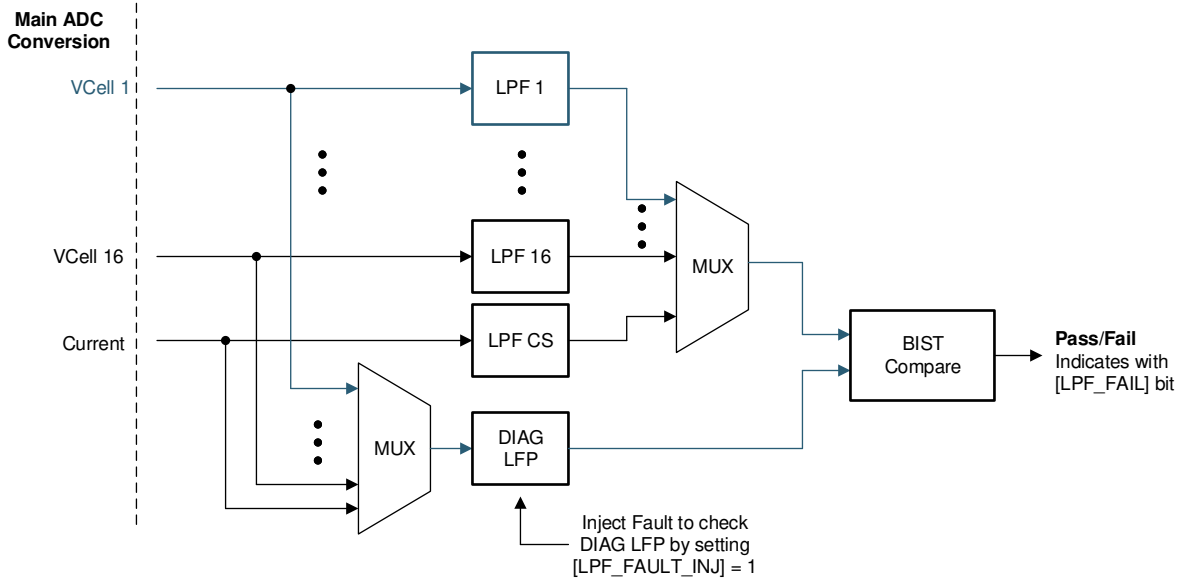 Main ADC
Conversion
VCell 1
LPF 1
VCell 16
LPF 16
MUX
Current
LPF CS
BIST
Compare
Pass/Fail
Indicates with
[LPF_FAIL] bit
MUX
DIAG
LFP
Inject Fault to check
DIAG LFP by setting
[LPF_FAULT_INJ] = 1